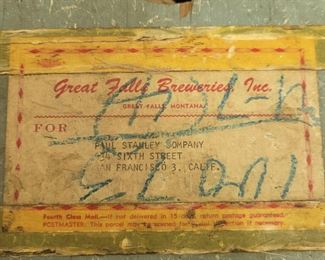 Great Falls Breweries, Inc.
GREAT FALLS, MONTANA
FOR
PAUL STANLEY COMPANY
SIXTH STREET
SAN FRANCISCO 3, CALIF.
Fourth Class Mail—If not delivered in 15 days, return postage guaranteed.
POSTMASTER: This parcel may be opened for postal inspection if necessary.